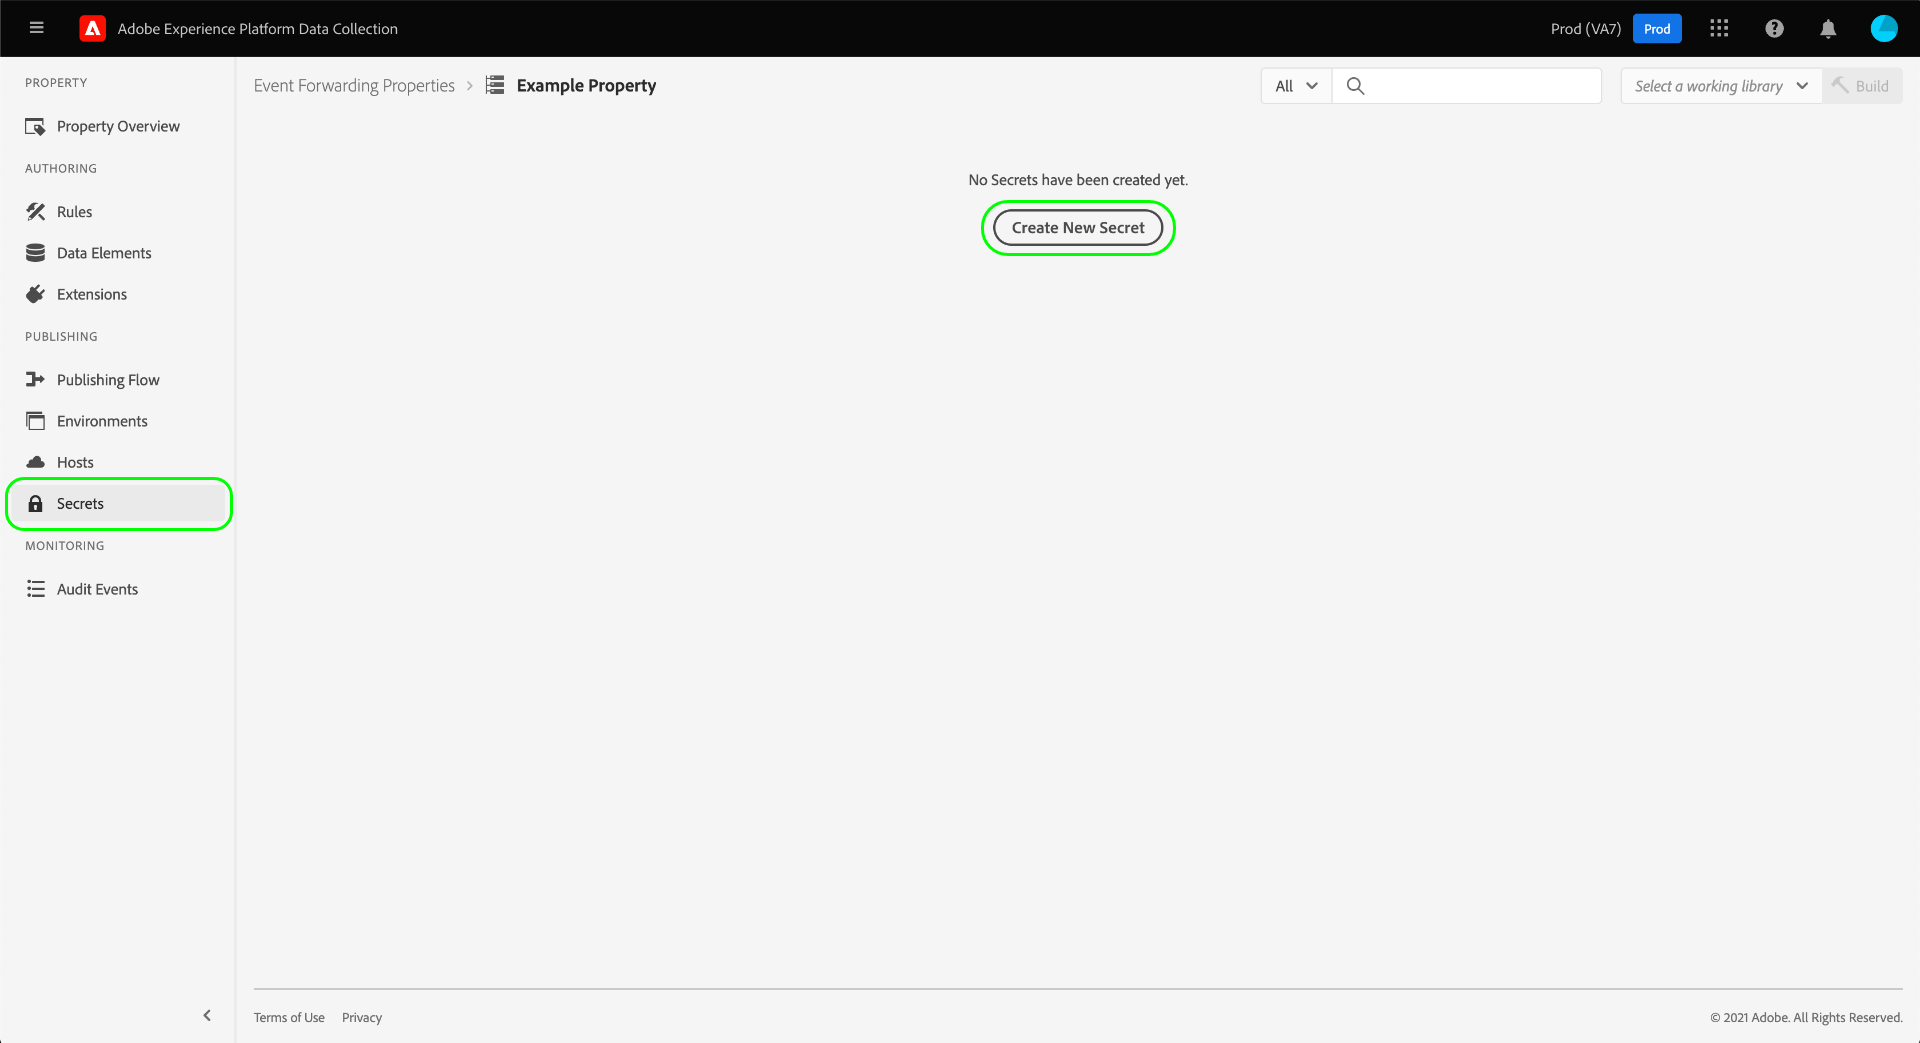 Adobe Experience Platform Data Collection
Prod (VA7)
Prod
PROPERTY
Property Overview
AUTHORING
Rules
Data Elements
Extensions
PUBLISHING
Publishing Flow
Environments
Hosts
Secrets
MONITORING
Audit Events
Event Forwarding Properties
Example Property
All
Select a working library
Build
No Secrets have been created yet.
Create New Secret
Terms of Use
Privacy
© 2021 Adobe. All Rights Reserved.